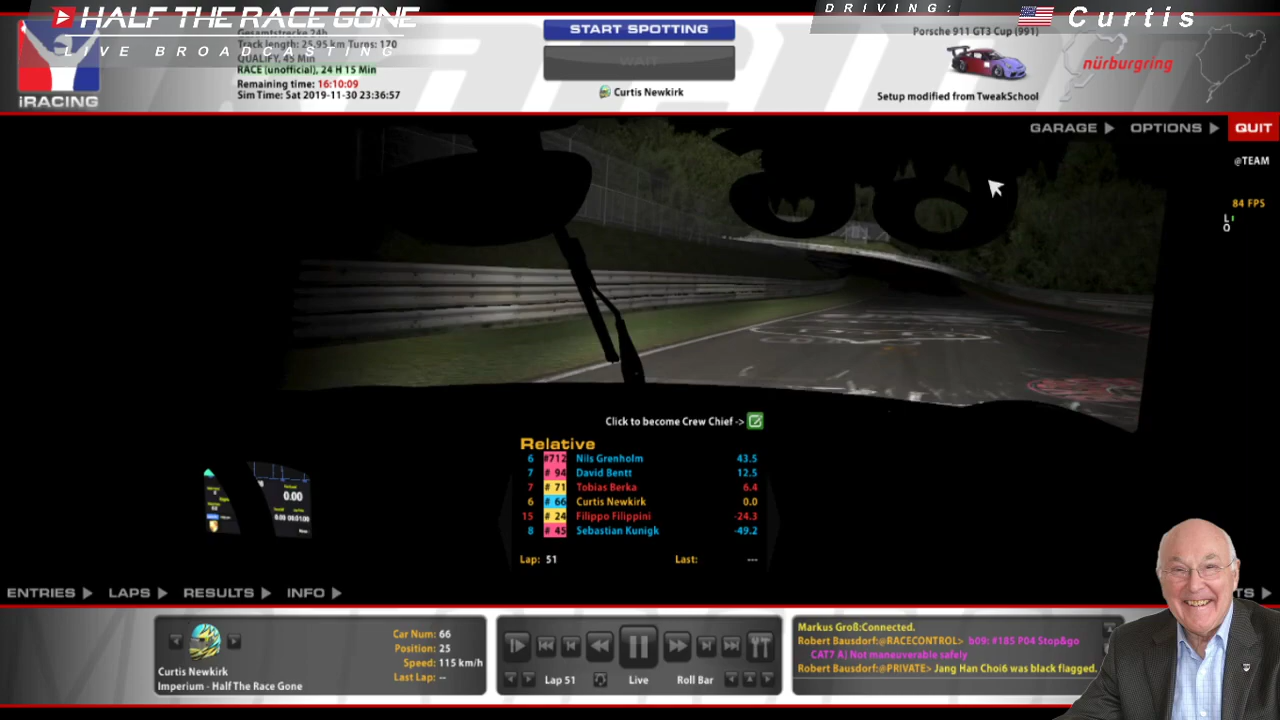 HALF THE RACE GONE
LIVE BROADCASTING
iRACING
Gesamtstrecke 24h
Track length: 25.95 km Turns: 170
QUALIFY, 45 Min
RACE (unofficial), 24 H 15 Min
Remaining time: 16:10:09
Sim Time: Sat 2019-11-30 23:36:57
START SPOTTING
WAIT
Curtis Newkirk
DRIVING:
Curtis
Porsche 911 GT3 Cup (991)
Setup modified from TweakSchool
nürburgring
GARAGE
OPTIONS
QUIT
@TEAM
84 FPS
L
Q
Click to become Crew Chief ->
Relative
6 #712 Nils Grenholm 43.5
7 # 94 David Bentt 12.5
7 # 71 Tobias Berka 6.4
6 # 66 Curtis Newkirk 0.0
15 # 24 Filippo Filippini -24.3
8 # 45 Sebastian Kunigk -49.2
Lap: 51 Last: ---
0.00
ENTRIES
LAPS
RESULTS
INFO
TS
Curtis Newkirk
Imperium - Half The Race Gone
Car Num: 66
Position: 25
Speed: 115 km/h
Last Lap: --
Lap 51
Live
Roll Bar
Markus Groß:Connected.
Robert Bausdorf:@RACECONTROL> b09: #185 P04 Stop&go
CAT7 A| Not maneuverable safely
Robert Bausdorf:@PRIVATE> Jang Han Choi6 was black flagged.